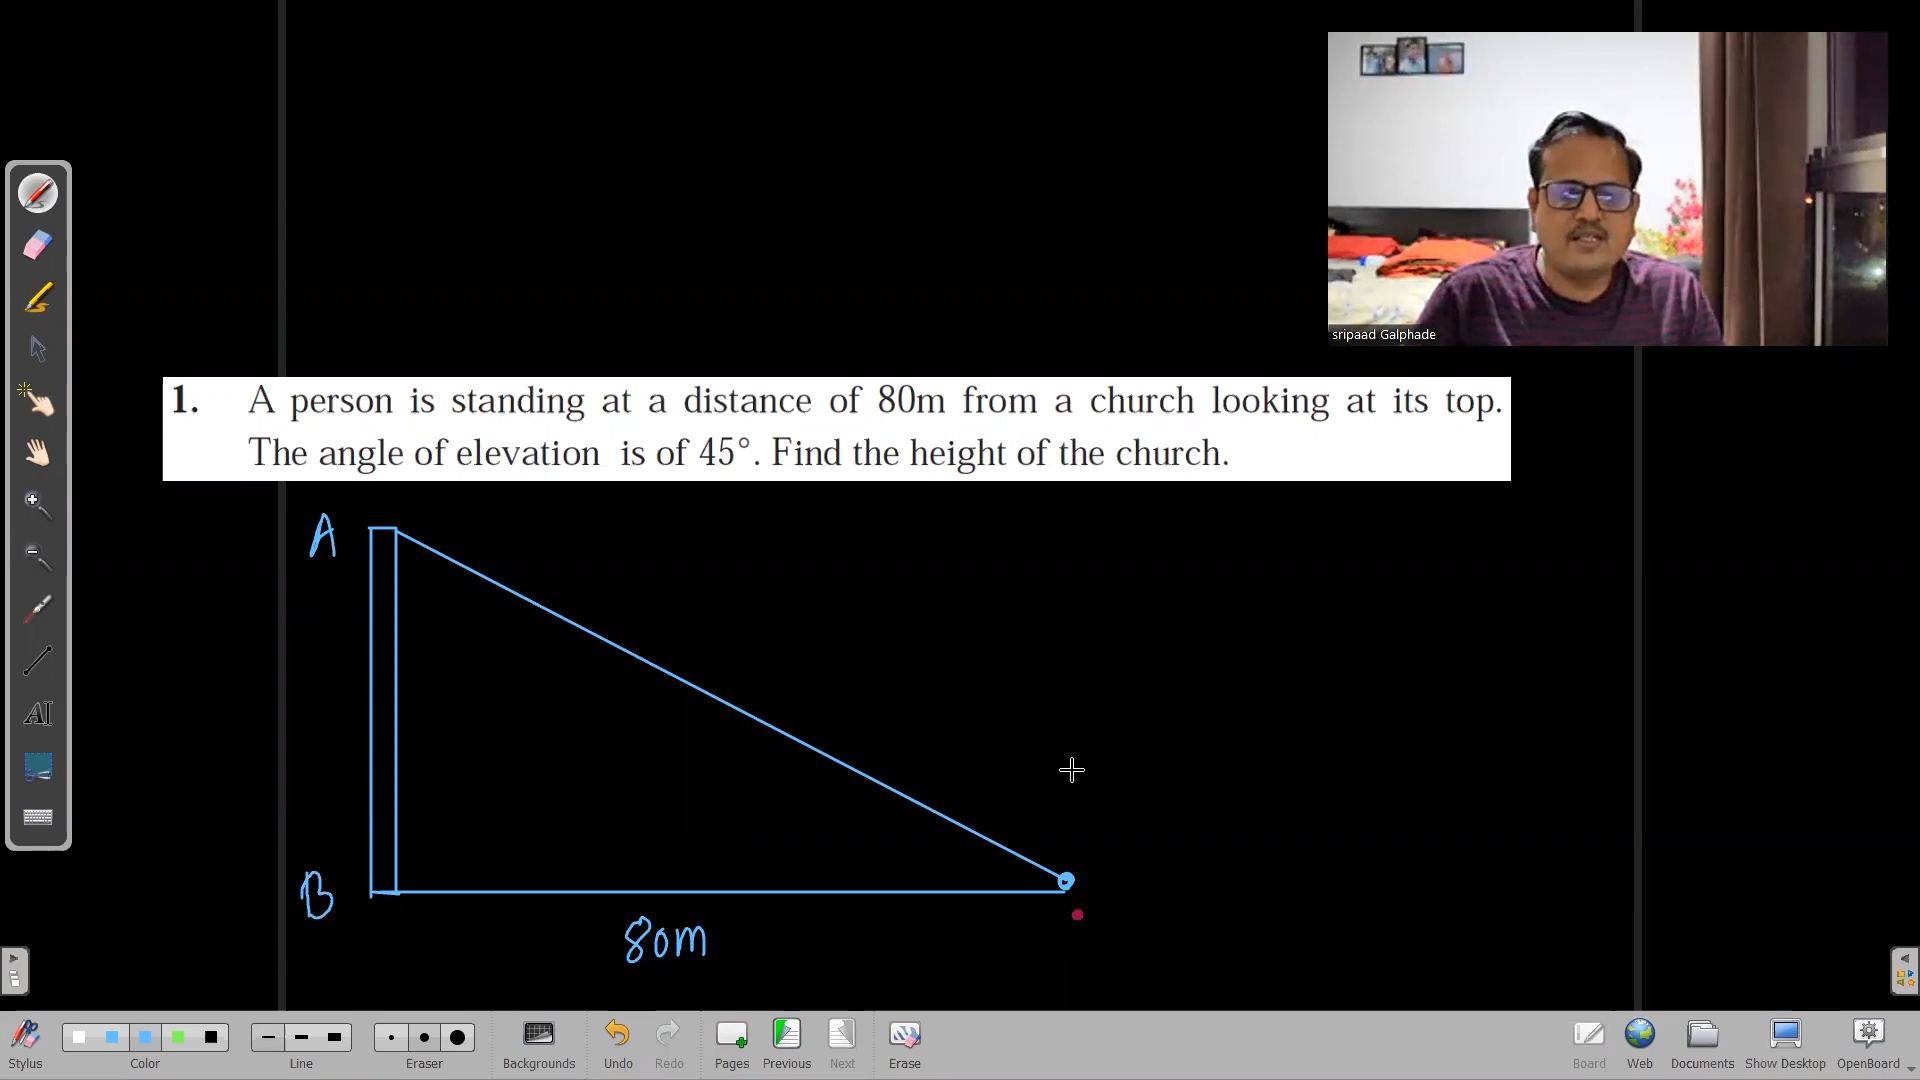 sripaad Galphade
1. A person is standing at a distance of 80m from a church looking at its top.
The angle of elevation is of 45°. Find the height of the church.
A
B
80m
AI
Stylus Color Line Eraser Backgrounds Undo Redo Pages Previous Next Erase Board Web Documents Show Desktop OpenBoard